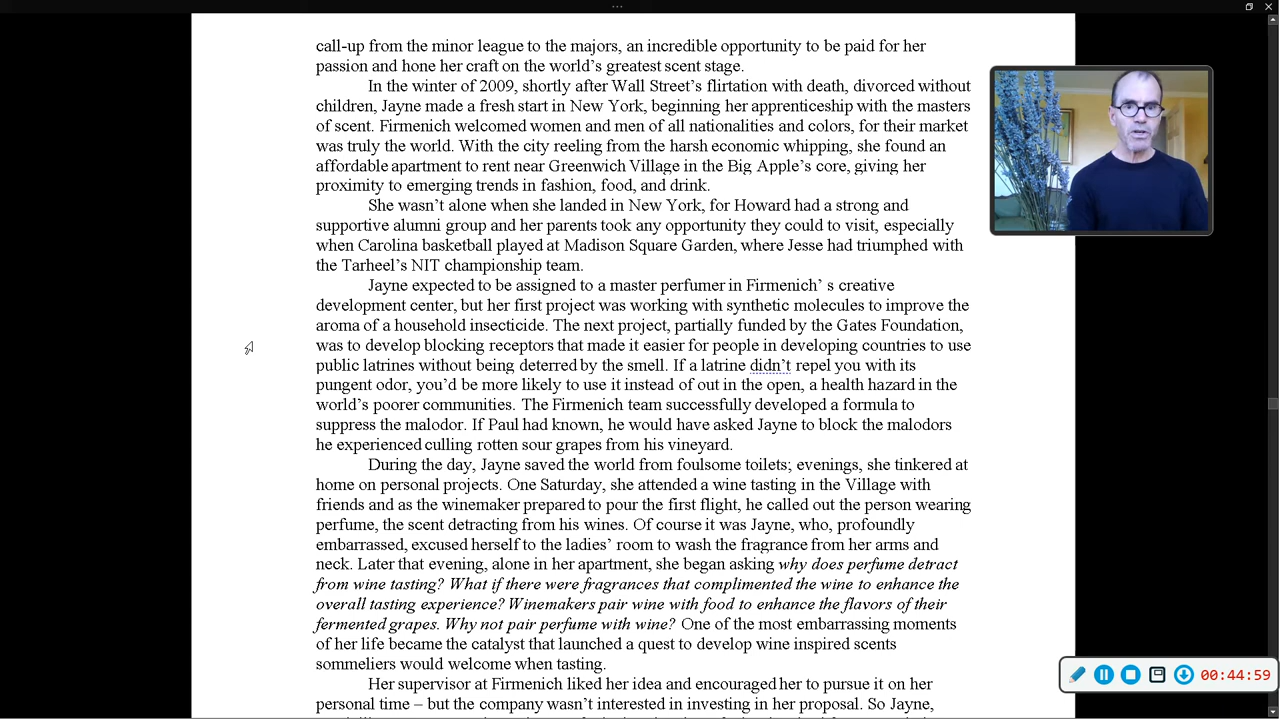 call-up from the minor league to the majors, an incredible opportunity to be paid for her
passion and hone her craft on the world’s greatest scent stage.
In the winter of 2009, shortly after Wall Street’s flirtation with death, divorced without
children, Jayne made a fresh start in New York, beginning her apprenticeship with the masters
of scent. Firmenich welcomed women and men of all nationalities and colors, for their market
was truly the world. With the city reeling from the harsh economic whipping, she found an
affordable apartment to rent near Greenwich Village in the Big Apple’s core, giving her
proximity to emerging trends in fashion, food, and drink.
She wasn’t alone when she landed in New York, for Howard had a strong and
supportive alumni group and her parents took any opportunity they could to visit, especially
when Carolina basketball played at Madison Square Garden, where Jesse had triumphed with
the Tarheel’s NIT championship team.
Jayne expected to be assigned to a master perfumer in Firmenich’ s creative
development center, but her first project was working with synthetic molecules to improve the
aroma of a household insecticide. The next project, partially funded by the Gates Foundation,
was to develop blocking receptors that made it easier for people in developing countries to use
public latrines without being deterred by the smell. If a latrine didn’t repel you with its
pungent odor, you’d be more likely to use it instead of out in the open, a health hazard in the
world’s poorer communities. The Firmenich team successfully developed a formula to
suppress the malodor. If Paul had known, he would have asked Jayne to block the malodors
he experienced culling rotten sour grapes from his vineyard.
During the day, Jayne saved the world from foulsome toilets; evenings, she tinkered at
home on personal projects. One Saturday, she attended a wine tasting in the Village with
friends and as the winemaker prepared to pour the first flight, he called out the person wearing
perfume, the scent detracting from his wines. Of course it was Jayne, who, profoundly
embarrassed, excused herself to the ladies’ room to wash the fragrance from her arms and
neck. Later that evening, alone in her apartment, she began asking why does perfume detract
from wine tasting? What if there were fragrances that complimented the wine to enhance the
overall tasting experience? Winemakers pair wine with food to enhance the flavors of their
fermented grapes. Why not pair perfume with wine? One of the most embarrassing moments
of her life became the catalyst that launched a quest to develop wine inspired scents
sommeliers would welcome when tasting.
Her supervisor at Firmenich liked her idea and encouraged her to pursue it on her
personal time – but the company wasn’t interested in investing in her proposal. So Jayne,
00:44:59